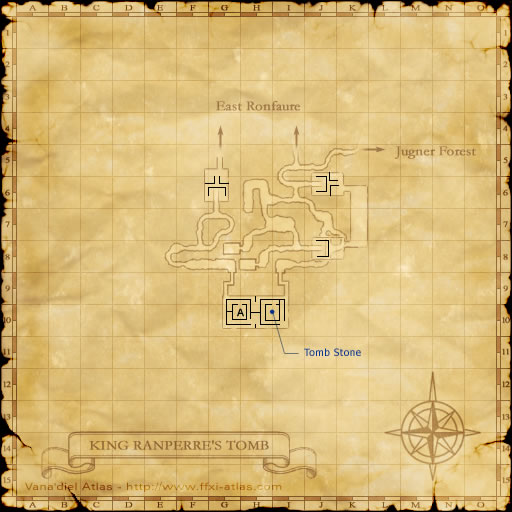 A B C D E F G H I J K L M N O
1
2
3
4
5
6
7
8
9
10
11
12
13
14
15
East Ronfaure
Jugner Forest
A
Tomb Stone
KING RANPERRE'S TOMB
Vana'diel Atlas - http://www.ffxi-atlas.com
A B C D E F G H I J K L M N O